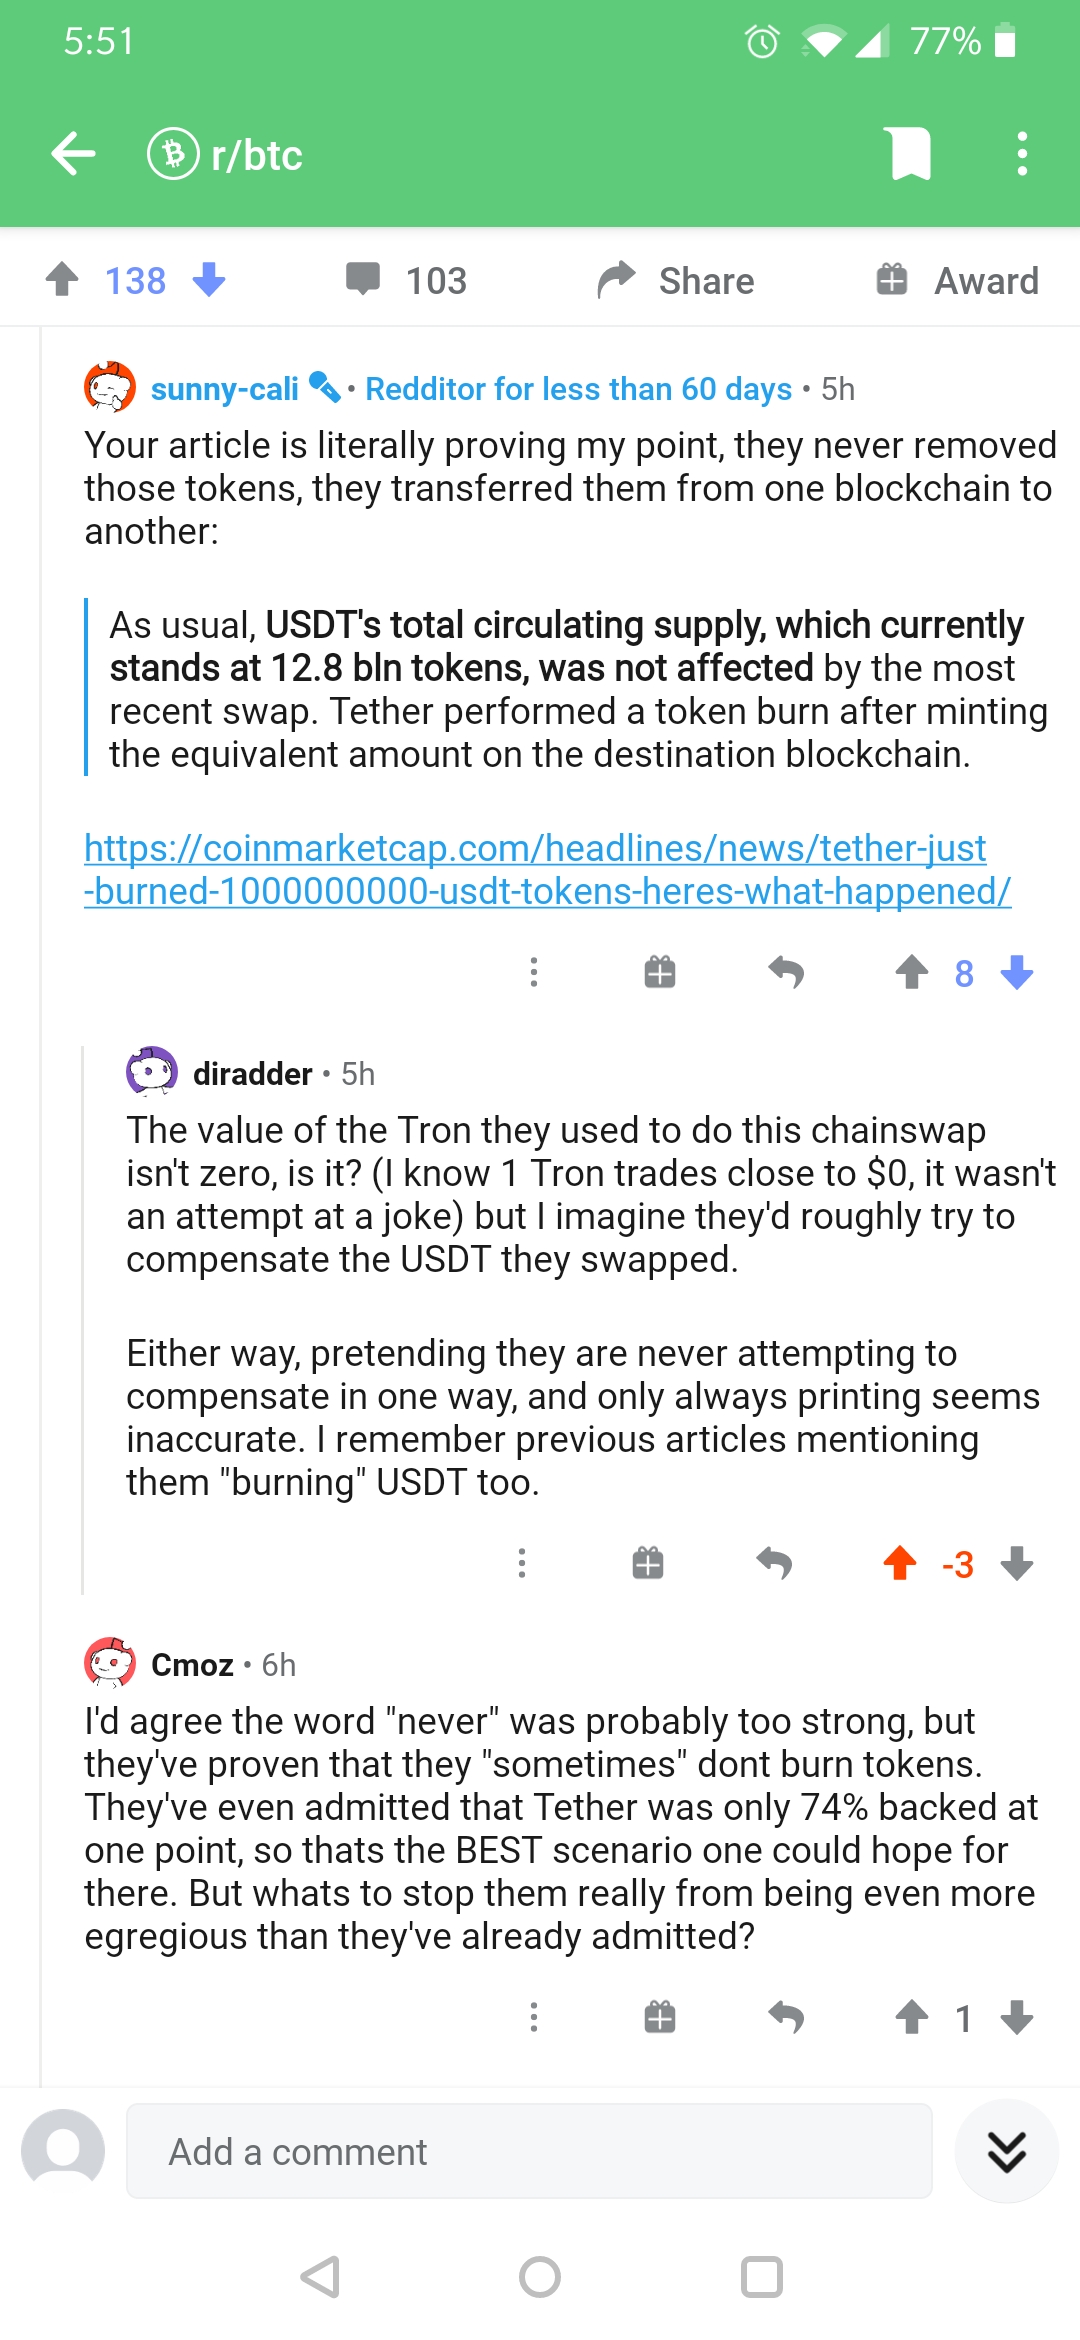 5:51
77%
r/btc
138
103
Share
Award
sunny-cali • Redditor for less than 60 days • 5h
Your article is literally proving my point, they never removed
those tokens, they transferred them from one blockchain to
another:
As usual, USDT's total circulating supply, which currently
stands at 12.8 bln tokens, was not affected by the most
recent swap. Tether performed a token burn after minting
the equivalent amount on the destination blockchain.
https://coinmarketcap.com/headlines/news/tether-just
-burned-1000000000-usdt-tokens-heres-what-happened/
8
diradder • 5h
The value of the Tron they used to do this chainswap
isn't zero, is it? (I know 1 Tron trades close to $0, it wasn't
an attempt at a joke) but I imagine they'd roughly try to
compensate the USDT they swapped.
Either way, pretending they are never attempting to
compensate in one way, and only always printing seems
inaccurate. I remember previous articles mentioning
them "burning" USDT too.
-3
Cmoz • 6h
I'd agree the word "never" was probably too strong, but
they've proven that they "sometimes" dont burn tokens.
They've even admitted that Tether was only 74% backed at
one point, so thats the BEST scenario one could hope for
there. But whats to stop them really from being even more
egregious than they've already admitted?
1
Add a comment